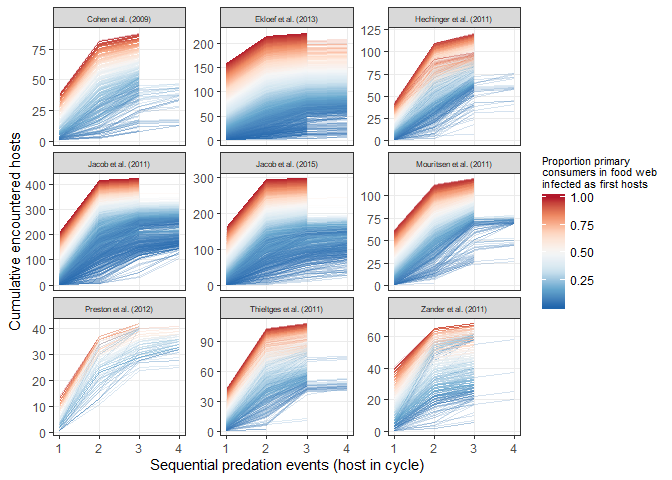 Cohen et al. (2009)
Ekloef et al. (2013)
Hechinger et al. (2011)
75
50
25
0
200
150
100
50
0
125
100
75
50
25
0
Jacob et al. (2011)
Jacob et al. (2015)
Mouritsen et al. (2011)
400
300
200
100
0
300
200
100
0
100
75
50
25
0
Preston et al. (2012)
Thieltges et al. (2011)
Zander et al. (2011)
40
30
20
10
0
90
60
30
0
60
40
20
0
1 2 3 4
1 2 3 4
1 2 3 4
Sequential predation events (host in cycle)
Cumulative encountered hosts
Proportion primary
consumers in food web
infected as first hosts
1.00
0.75
0.50
0.25